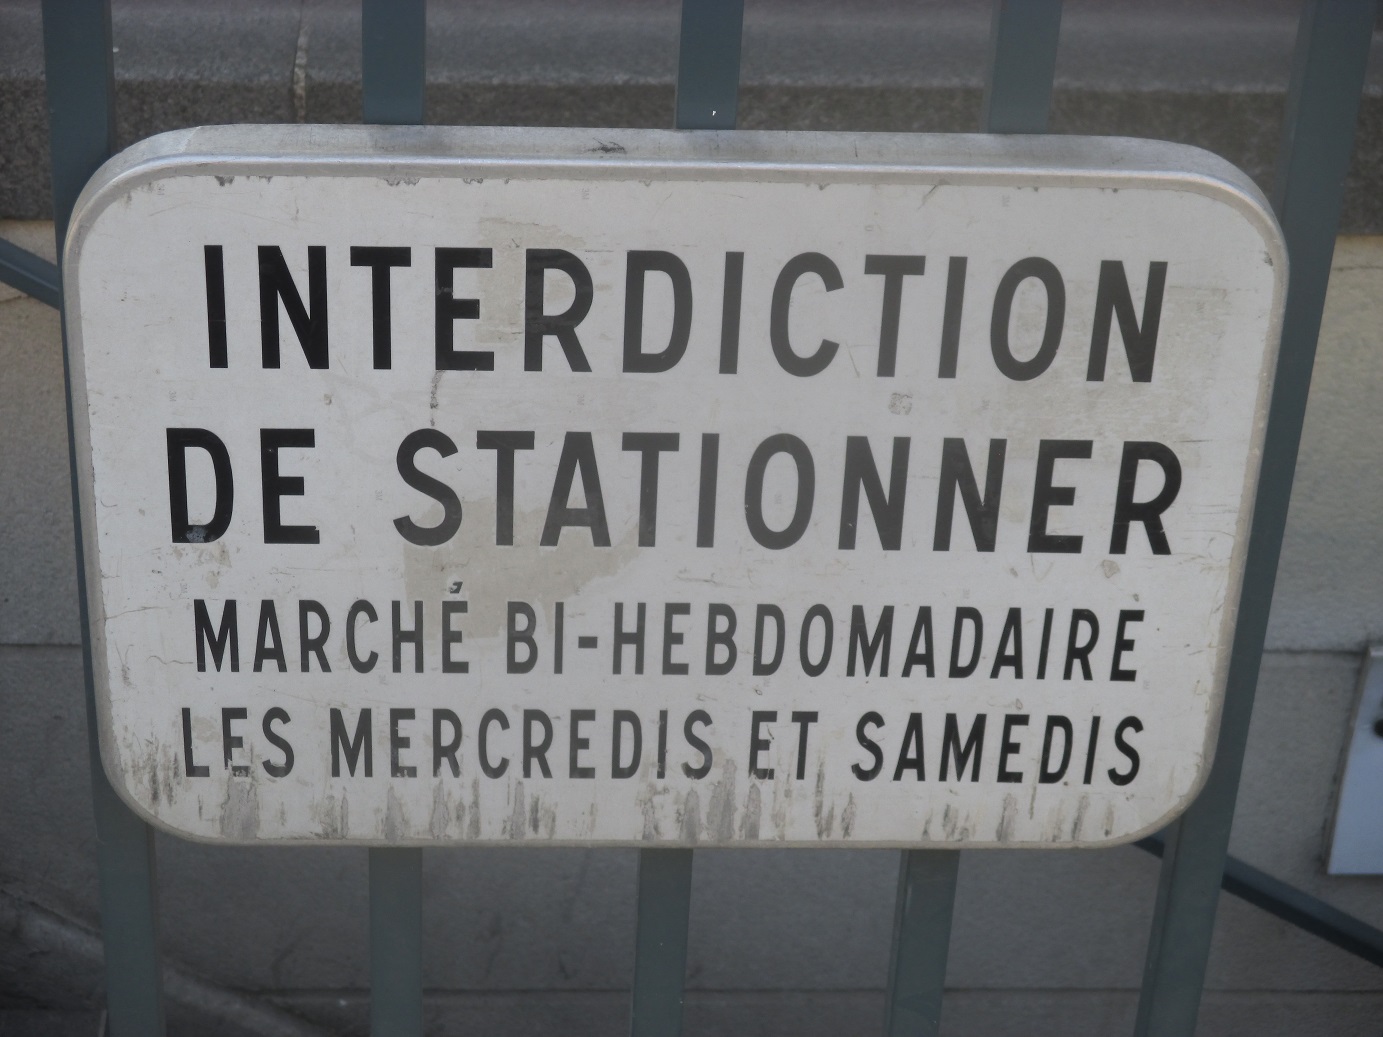 INTERDICTION
DE STATIONNER
MARCHÉ BI-HEBDOMADAIRE
LES MERCREDIS ET SAMEDIS